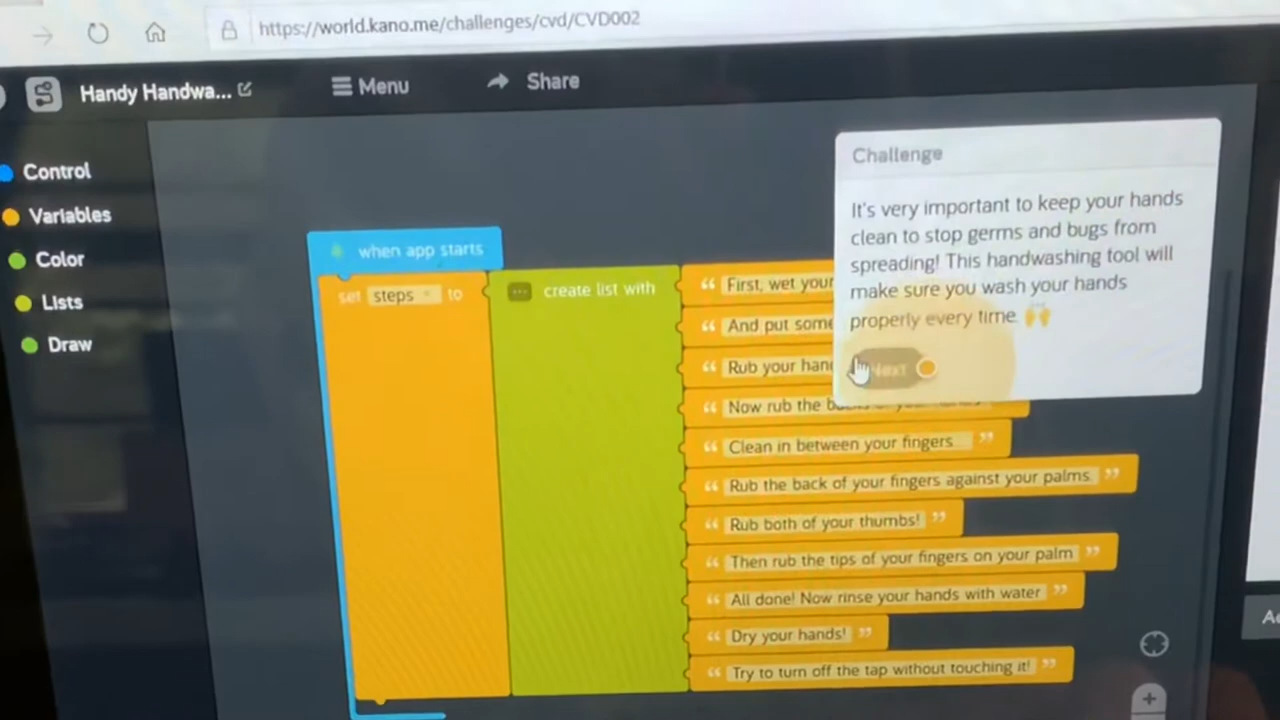 https://world.kano.me/challenges/cvd/CVD002
Handy Handwa...
Menu
Share
Control
Variables
Color
Lists
Draw
when app starts
set steps to
create list with
“ First, wet your
“ And put some
“ Rub your han
“ Now rub the
“ Clean in between your fingers ”
“ Rub the back of your fingers against your palms. ”
“ Rub both of your thumbs! ”
“ Then rub the tips of your fingers on your palm ”
“ All done! Now rinse your hands with water ”
“ Dry your hands! ”
“ Try to turn off the tap without touching it! ”
Challenge
It's very important to keep your hands
clean to stop germs and bugs from
spreading! This handwashing tool will
make sure you wash your hands
properly every time. 🙌
Next